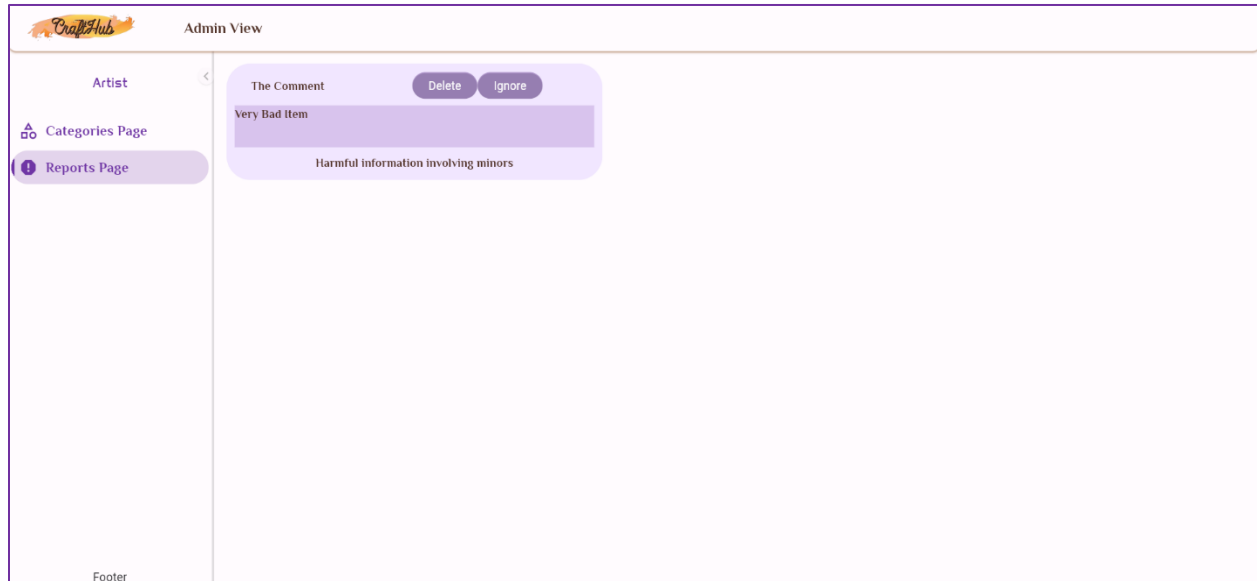 CraftHub
Admin View
Artist
Categories Page
Reports Page
The Comment
Delete
Ignore
Very Bad Item
Harmful information involving minors
Footer